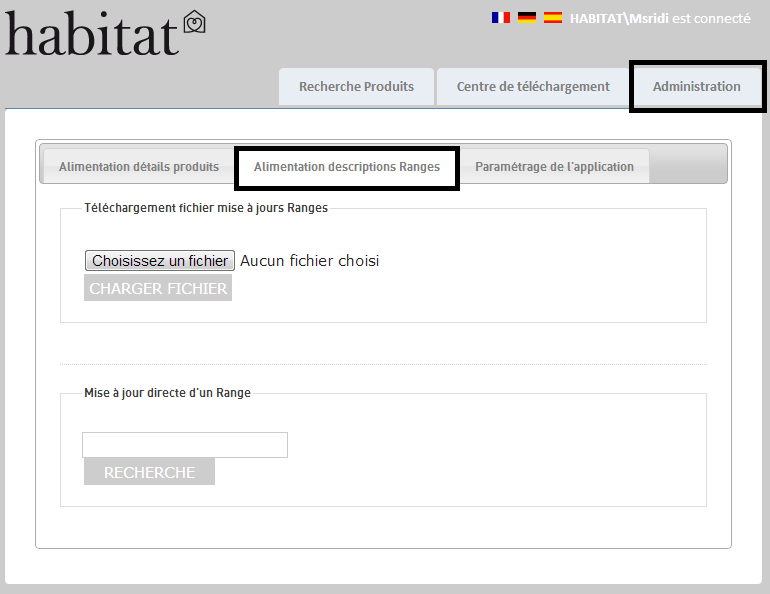 habitat
HABITAT\Msridi est connecté
Recherche Produits
Centre de téléchargement
Administration
Alimentation détails produits
Alimentation descriptions Ranges
Paramétrage de l'application
Téléchargement fichier mise à jours Ranges
Choisissez un fichier Aucun fichier choisi
CHARGER FICHIER
Mise à jour directe d'un Range
RECHERCHE